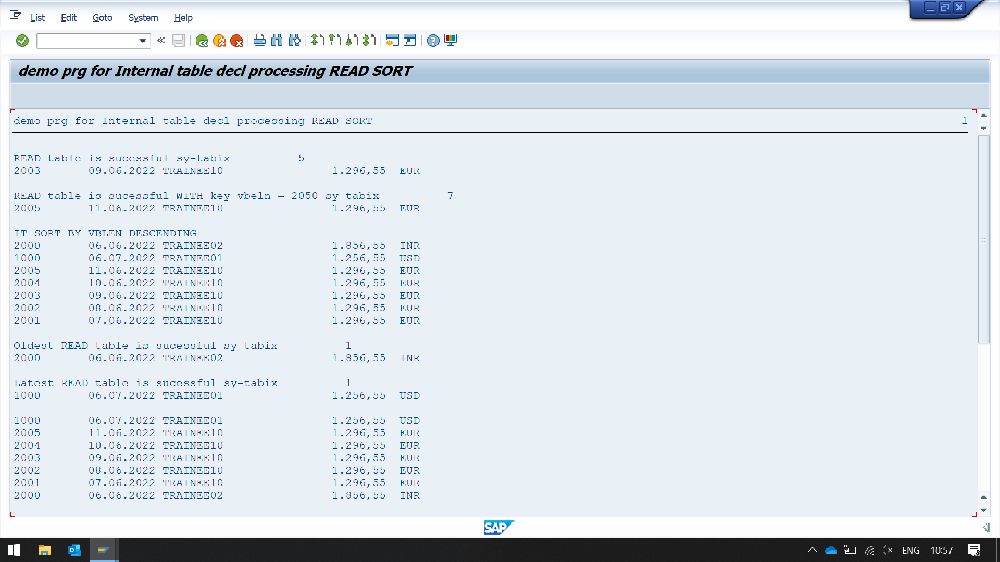 List Edit Goto System Help
demo prg for Internal table decl processing READ SORT
demo prg for Internal table decl processing READ SORT 1
READ table is sucessful sy-tabix 5
2003 09.06.2022 TRAINEE10 1.296,55 EUR
READ table is sucessful WITH key vbeln = 2050 sy-tabix 7
2005 11.06.2022 TRAINEE10 1.296,55 EUR
IT SORT BY VBLEN DESCENDING
2000 06.06.2022 TRAINEE02 1.856,55 INR
1000 06.07.2022 TRAINEE01 1.256,55 USD
2005 11.06.2022 TRAINEE10 1.296,55 EUR
2004 10.06.2022 TRAINEE10 1.296,55 EUR
2003 09.06.2022 TRAINEE10 1.296,55 EUR
2002 08.06.2022 TRAINEE10 1.296,55 EUR
2001 07.06.2022 TRAINEE10 1.296,55 EUR
Oldest READ table is sucessful sy-tabix 1
2000 06.06.2022 TRAINEE02 1.856,55 INR
Latest READ table is sucessful sy-tabix 1
1000 06.07.2022 TRAINEE01 1.256,55 USD
1000 06.07.2022 TRAINEE01 1.256,55 USD
2005 11.06.2022 TRAINEE10 1.296,55 EUR
2004 10.06.2022 TRAINEE10 1.296,55 EUR
2003 09.06.2022 TRAINEE10 1.296,55 EUR
2002 08.06.2022 TRAINEE10 1.296,55 EUR
2001 07.06.2022 TRAINEE10 1.296,55 EUR
2000 06.06.2022 TRAINEE02 1.856,55 INR
SAP
ENG 10:57